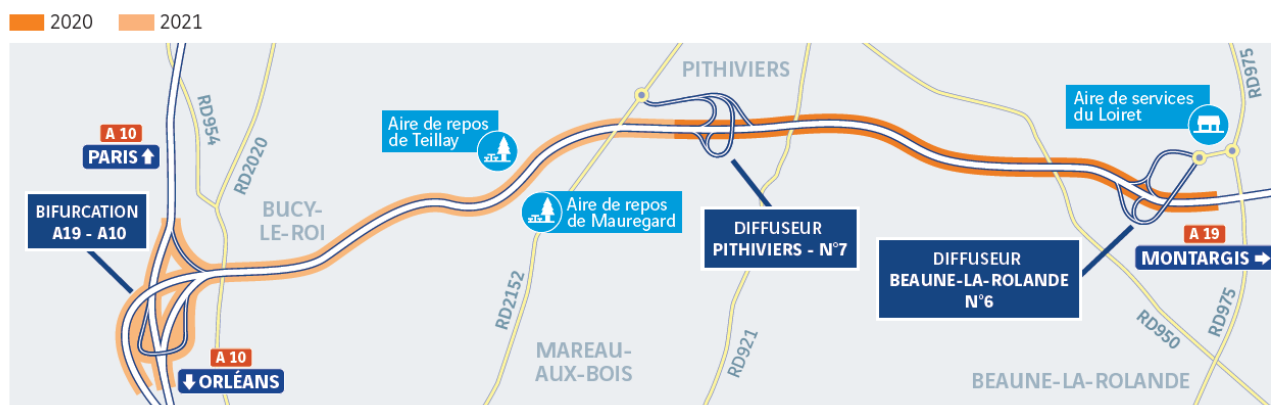 2020
2021
PITHIVIERS
RD975
Aire de services
du Loiret
RD954
Aire de repos
de Teillay
A 10
PARIS
RD2020
BIFURCATION
A19 - A10
BUCY-
LE-ROI
Aire de repos
de Mauregard
DIFFUSEUR
PITHIVIERS - N°7
A 19
MONTARGIS
DIFFUSEUR
BEAUNE-LA-ROLANDE
N°6
RD2152
RD975
RD950
RD921
MAREAU-
AUX-BOIS
A 10
ORLÉANS
BEAUNE-LA-ROLANDE